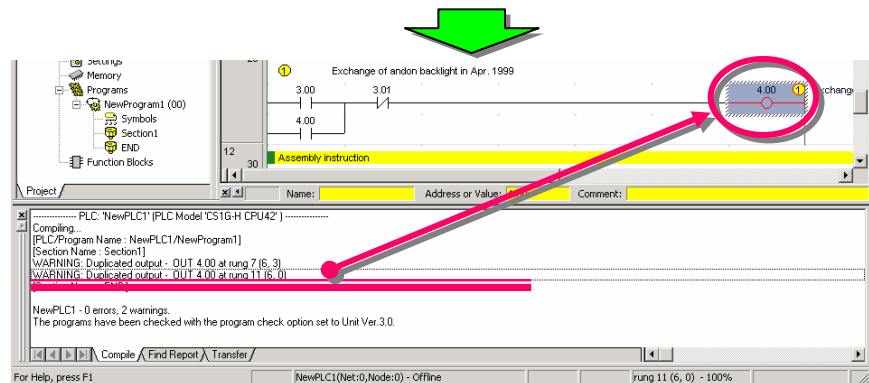 Settings
Memory
Programs
NewProgram1 (00)
Symbols
Section1
END
Function Blocks
Project
1 Exchange of andon backlight in Apr. 1999
3.00 3.01 4.00 1 xchang
4.00
12
30 Assembly instruction
Name: Address or Value: Comment:
--------------- PLC: 'NewPLC1' (PLC Model 'CS1G-H CPU42') ---------------
Compiling...
[PLC/Program Name : NewPLC1/NewProgram1]
[Section Name : Section1]
WARNING: Duplicated output - OUT 4.00 at rung 7 (6, 3)
WARNING: Duplicated output - OUT 4.00 at rung 11 (6, 0)
NewPLC1 - 0 errors, 2 warnings.
The programs have been checked with the program check option set to Unit Ver.3.0.
Compile Find Report Transfer
For Help, press F1 NewPLC1(Net:0,Node:0) - Offline rung 11 (6, 0) - 100%